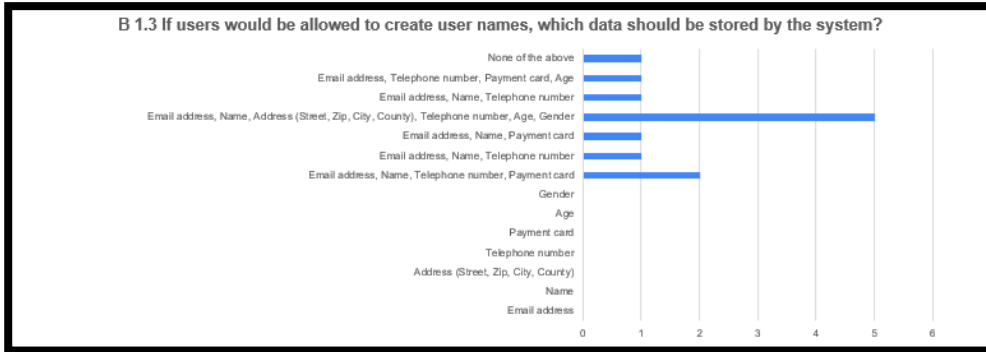 B 1.3 If users would be allowed to create user names, which data should be stored by the system?
None of the above
Email address, Telephone number, Payment card, Age
Email address, Name, Telephone number
Email address, Name, Address (Street, Zip, City, County), Telephone number, Age, Gender
Email address, Name, Payment card
Email address, Name, Telephone number
Email address, Name, Telephone number, Payment card
Gender
Age
Payment card
Telephone number
Address (Street, Zip, City, County)
Name
Email address
0 1 2 3 4 5 6